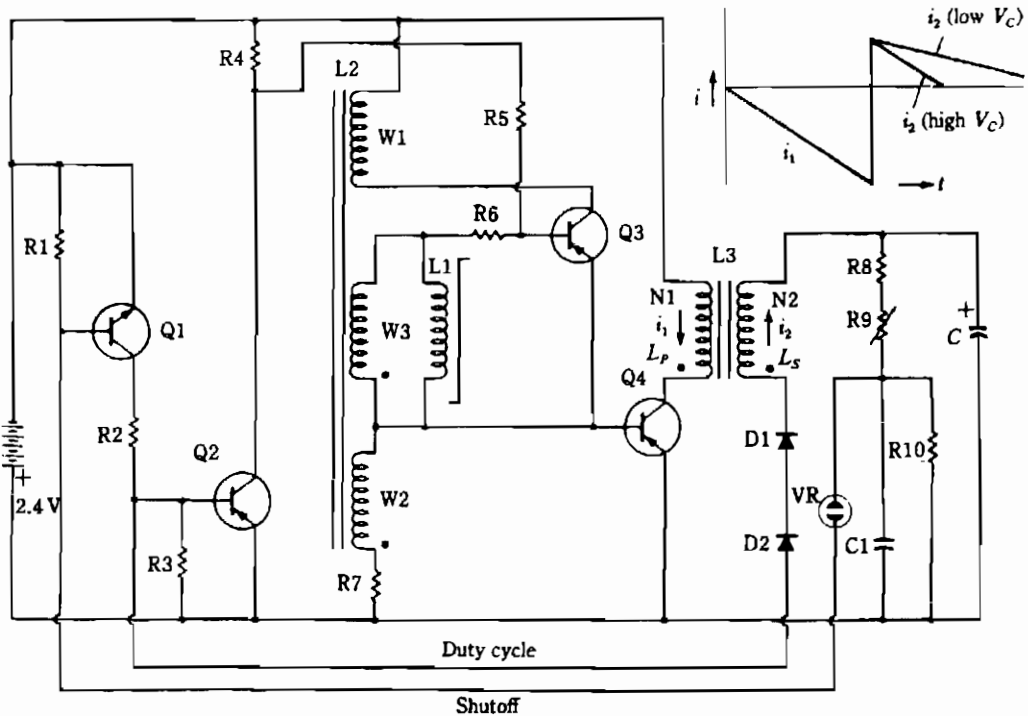 i₂ (low V_C)
R4
L2
i
R5
W1
i₂ (high V_C)
i₁
t
R6
R1
Q3
L1
L3
R8
N1
N2
Q1
W3
i₁
i₂
R9
+
C
L_P
L_S
Q4
R2
D1
Q2
R10
W2
VR
+
2.4 V
D2
C1
R3
R7
Duty cycle
Shutoff